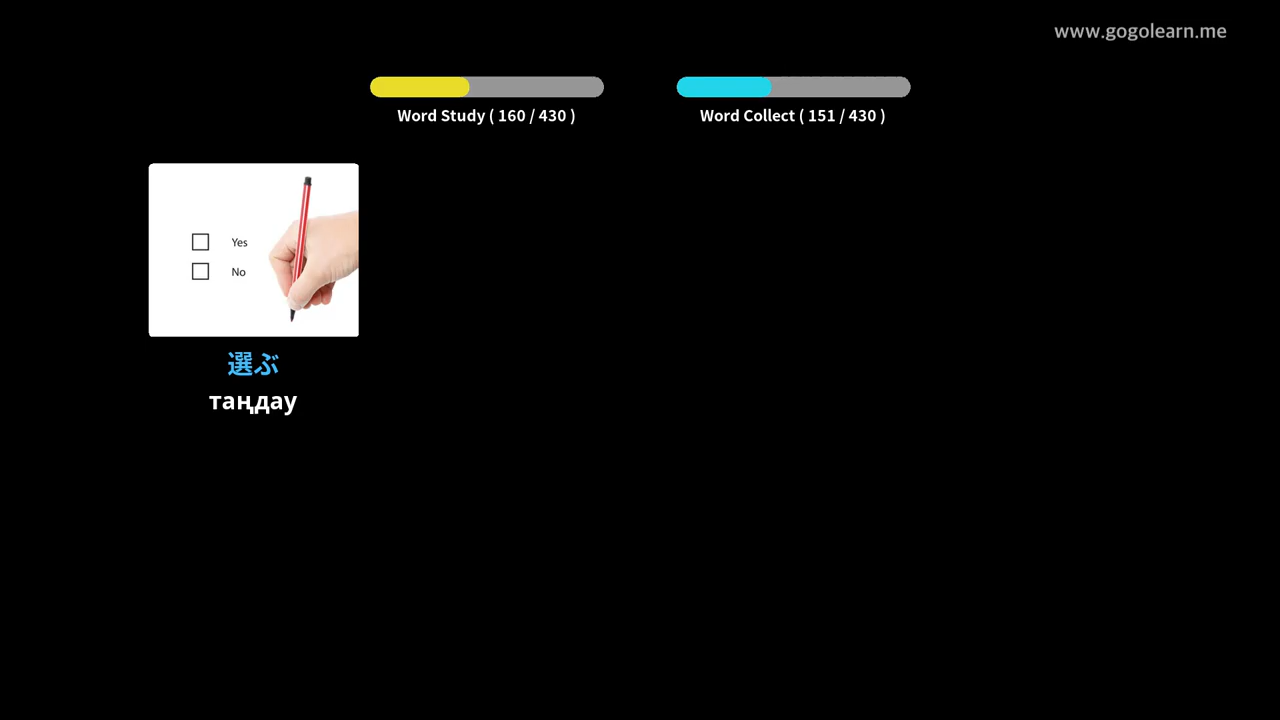 www.gogolearn.me
Word Study ( 160 / 430 )
Word Collect ( 151 / 430 )
Yes
No
選ぶ
таңдау